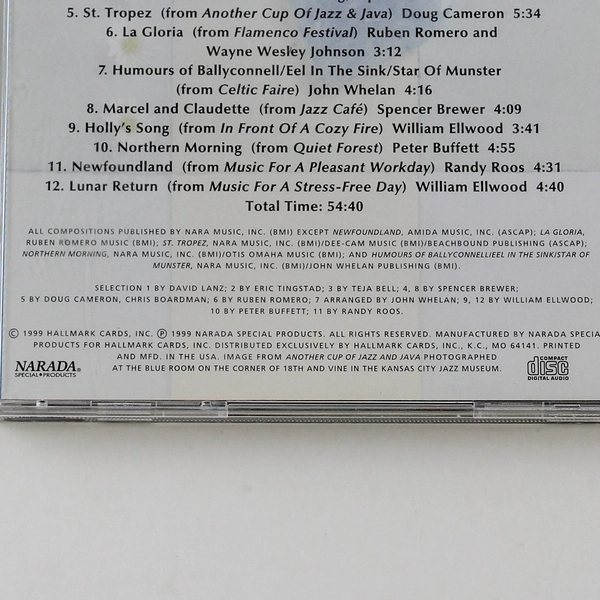 5. St. Tropez (from Another Cup Of Jazz & Java) Doug Cameron 5:34
6. La Gloria (from Flamenco Festival) Ruben Romero and
Wayne Wesley Johnson 3:12
7. Humours of Ballyconnell/Eel In The Sink/Star Of Munster
(from Celtic Faire) John Whelan 4:16
8. Marcel and Claudette (from Jazz Café) Spencer Brewer 4:09
9. Holly's Song (from In Front Of A Cozy Fire) William Ellwood 3:41
10. Northern Morning (from Quiet Forest) Peter Buffett 4:55
11. Newfoundland (from Music For A Pleasant Workday) Randy Roos 4:31
12. Lunar Return (from Music For A Stress-Free Day) William Ellwood 4:40
Total Time: 54:40
ALL COMPOSITIONS PUBLISHED BY NARA MUSIC, INC. (BMI) EXCEPT NEWFOUNDLAND, AMIDA MUSIC, INC. (ASCAP); LA GLORIA,
RUBEN ROMERO MUSIC (BMI); ST. TROPEZ, NARA MUSIC, INC. (BMI)/DEE-CAM MUSIC (BMI)/BEACHBOUND PUBLISHING (ASCAP);
NORTHERN MORNING, NARA MUSIC, INC. (BMI)/OTIS OMAHA MUSIC (BMI); AND HUMOURS OF BALLYCONNELL/EEL IN THE SINK/STAR OF
MUNSTER, NARA MUSIC, INC. (BMI)/JOHN WHELAN PUBLISHING (BMI).
SELECTION 1 BY DAVID LANZ; 2 BY ERIC TINGSTAD; 3 BY TEJA BELL; 4, 8 BY SPENCER BREWER;
5 BY DOUG CAMERON, CHRIS BOARDMAN; 6 BY RUBEN ROMERO; 7 ARRANGED BY JOHN WHELAN; 9, 12 BY WILLIAM ELLWOOD;
10 BY PETER BUFFETT; 11 BY RANDY ROOS.
© 1999 HALLMARK CARDS, INC. ℗ 1999 NARADA SPECIAL PRODUCTS. ALL RIGHTS RESERVED. MANUFACTURED BY NARADA SPECIA
PRODUCTS FOR HALLMARK CARDS, INC. DISTRIBUTED EXCLUSIVELY BY HALLMARK CARDS, INC., K.C., MO 64141. PRINTED
AND MFD. IN THE USA. IMAGE FROM ANOTHER CUP OF JAZZ AND JAVA PHOTOGRAPHED
AT THE BLUE ROOM ON THE CORNER OF 18TH AND VINE IN THE KANSAS CITY JAZZ MUSEUM.
NARADA®
SPECIAL•PRODUCTS
COMPACT
disc
DIGITAL AUDIO